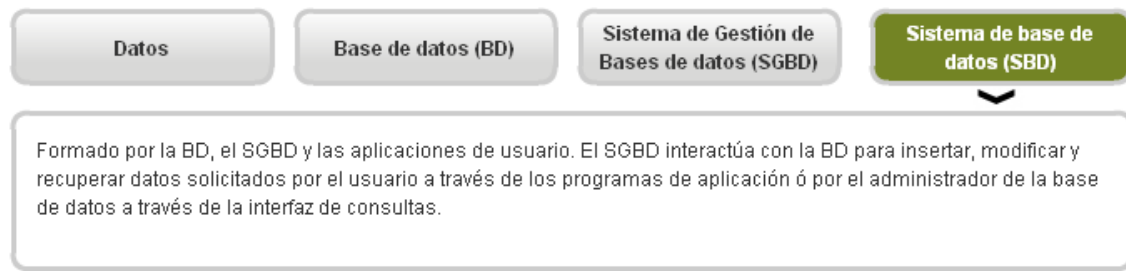 Datos
Base de datos (BD)
Sistema de Gestión de
Bases de datos (SGBD)
Sistema de base de
datos (SBD)
Formado por la BD, el SGBD y las aplicaciones de usuario. El SGBD interactúa con la BD para insertar, modificar y
recuperar datos solicitados por el usuario a través de los programas de aplicación ó por el administrador de la base
de datos a través de la interfaz de consultas.